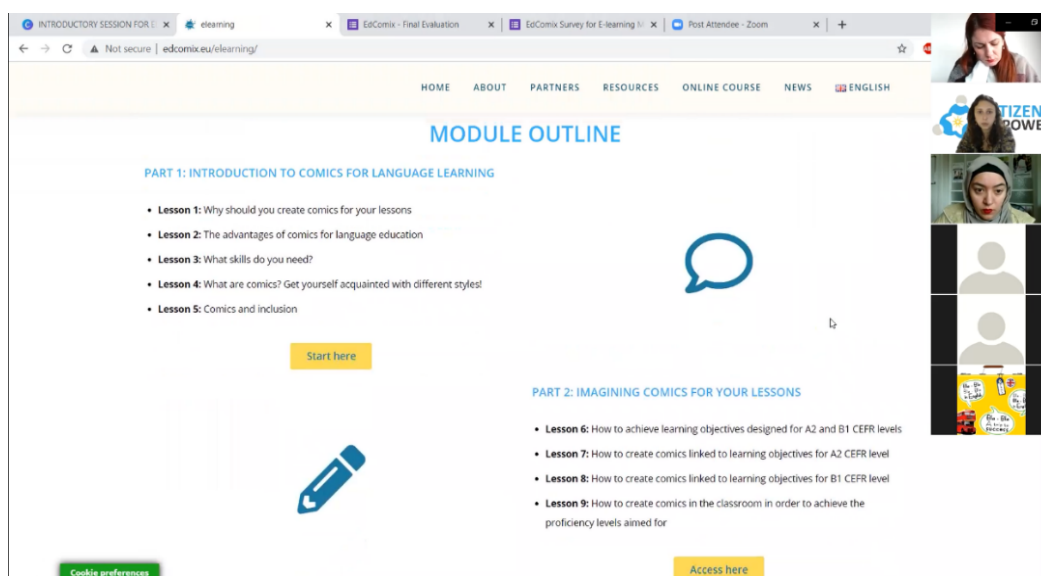 INTRODUCTORY SESSION FOR E
elearning
EdComix - Final Evaluation
EdComix Survey for E-learning M
Post Attendee - Zoom
Not secure | edcomix.eu/elearning/
HOME ABOUT PARTNERS RESOURCES ONLINE COURSE NEWS ENGLISH
MODULE OUTLINE
PART 1: INTRODUCTION TO COMICS FOR LANGUAGE LEARNING
• Lesson 1: Why should you create comics for your lessons
• Lesson 2: The advantages of comics for language education
• Lesson 3: What skills do you need?
• Lesson 4: What are comics? Get yourself acquainted with different styles!
• Lesson 5: Comics and inclusion
Start here
PART 2: IMAGINING COMICS FOR YOUR LESSONS
• Lesson 6: How to achieve learning objectives designed for A2 and B1 CEFR levels
• Lesson 7: How to create comics linked to learning objectives for A2 CEFR level
• Lesson 8: How to create comics linked to learning objectives for B1 CEFR level
• Lesson 9: How to create comics in the classroom in order to achieve the
proficiency levels aimed for
Access here
Cookie preferences
TIZEN
POWE